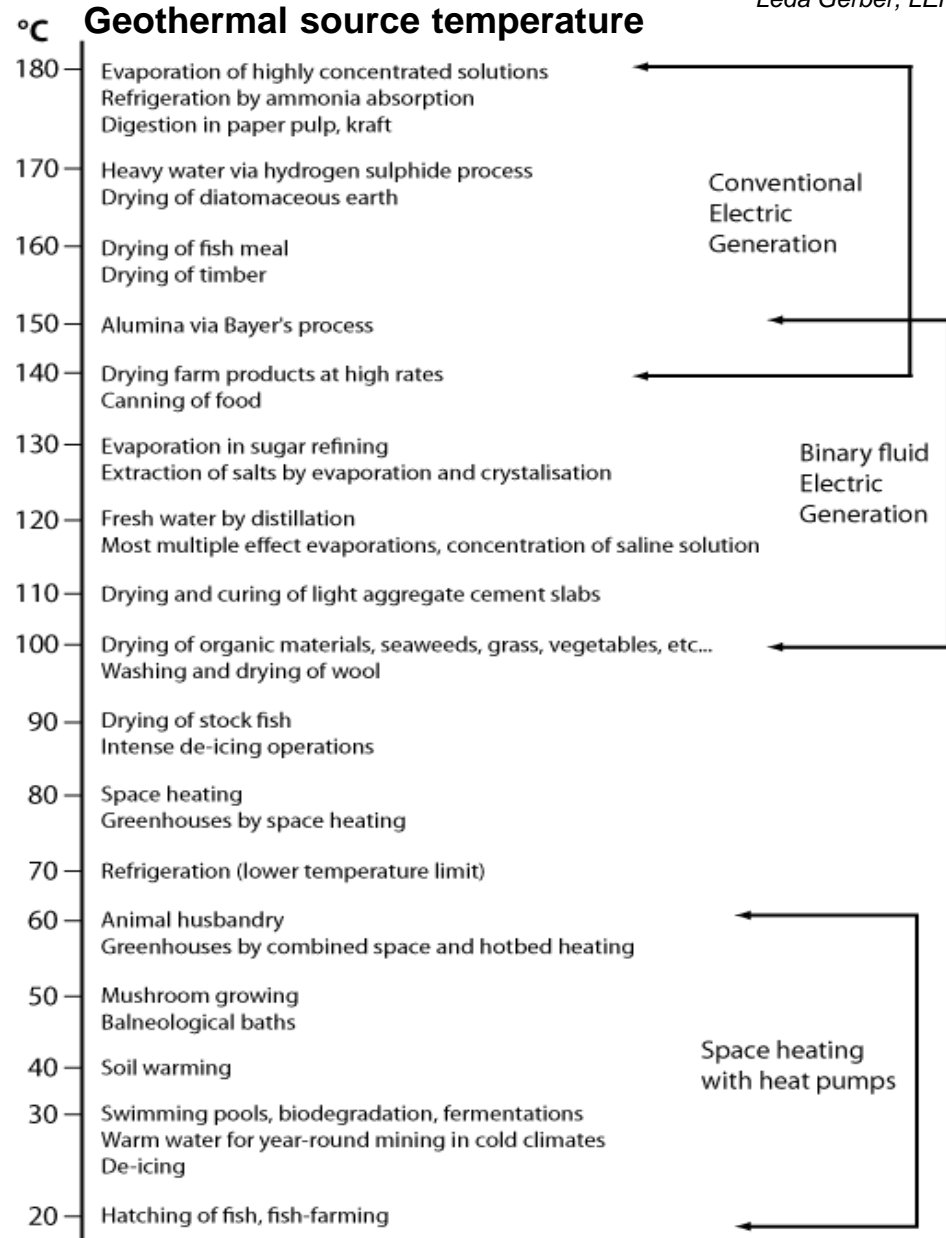 Leda Gerber,
°C Geothermal source temperature
180 Evaporation of highly concentrated solutions
Refrigeration by ammonia absorption
Digestion in paper pulp, kraft
170 Heavy water via hydrogen sulphide process
Drying of diatomaceous earth
Conventional
Electric
Generation
160 Drying of fish meal
Drying of timber
150 Alumina via Bayer's process
140 Drying farm products at high rates
Canning of food
130 Evaporation in sugar refining
Extraction of salts by evaporation and crystalisation
Binary fluid
Electric
Generation
120 Fresh water by distillation
Most multiple effect evaporations, concentration of saline solution
110 Drying and curing of light aggregate cement slabs
100 Drying of organic materials, seaweeds, grass, vegetables, etc...
Washing and drying of wool
90 Drying of stock fish
Intense de-icing operations
80 Space heating
Greenhouses by space heating
70 Refrigeration (lower temperature limit)
60 Animal husbandry
Greenhouses by combined space and hotbed heating
50 Mushroom growing
Balneological baths
40 Soil warming
Space heating
with heat pumps
30 Swimming pools, biodegradation, fermentations
Warm water for year-round mining in cold climates
De-icing
20 Hatching of fish, fish-farming